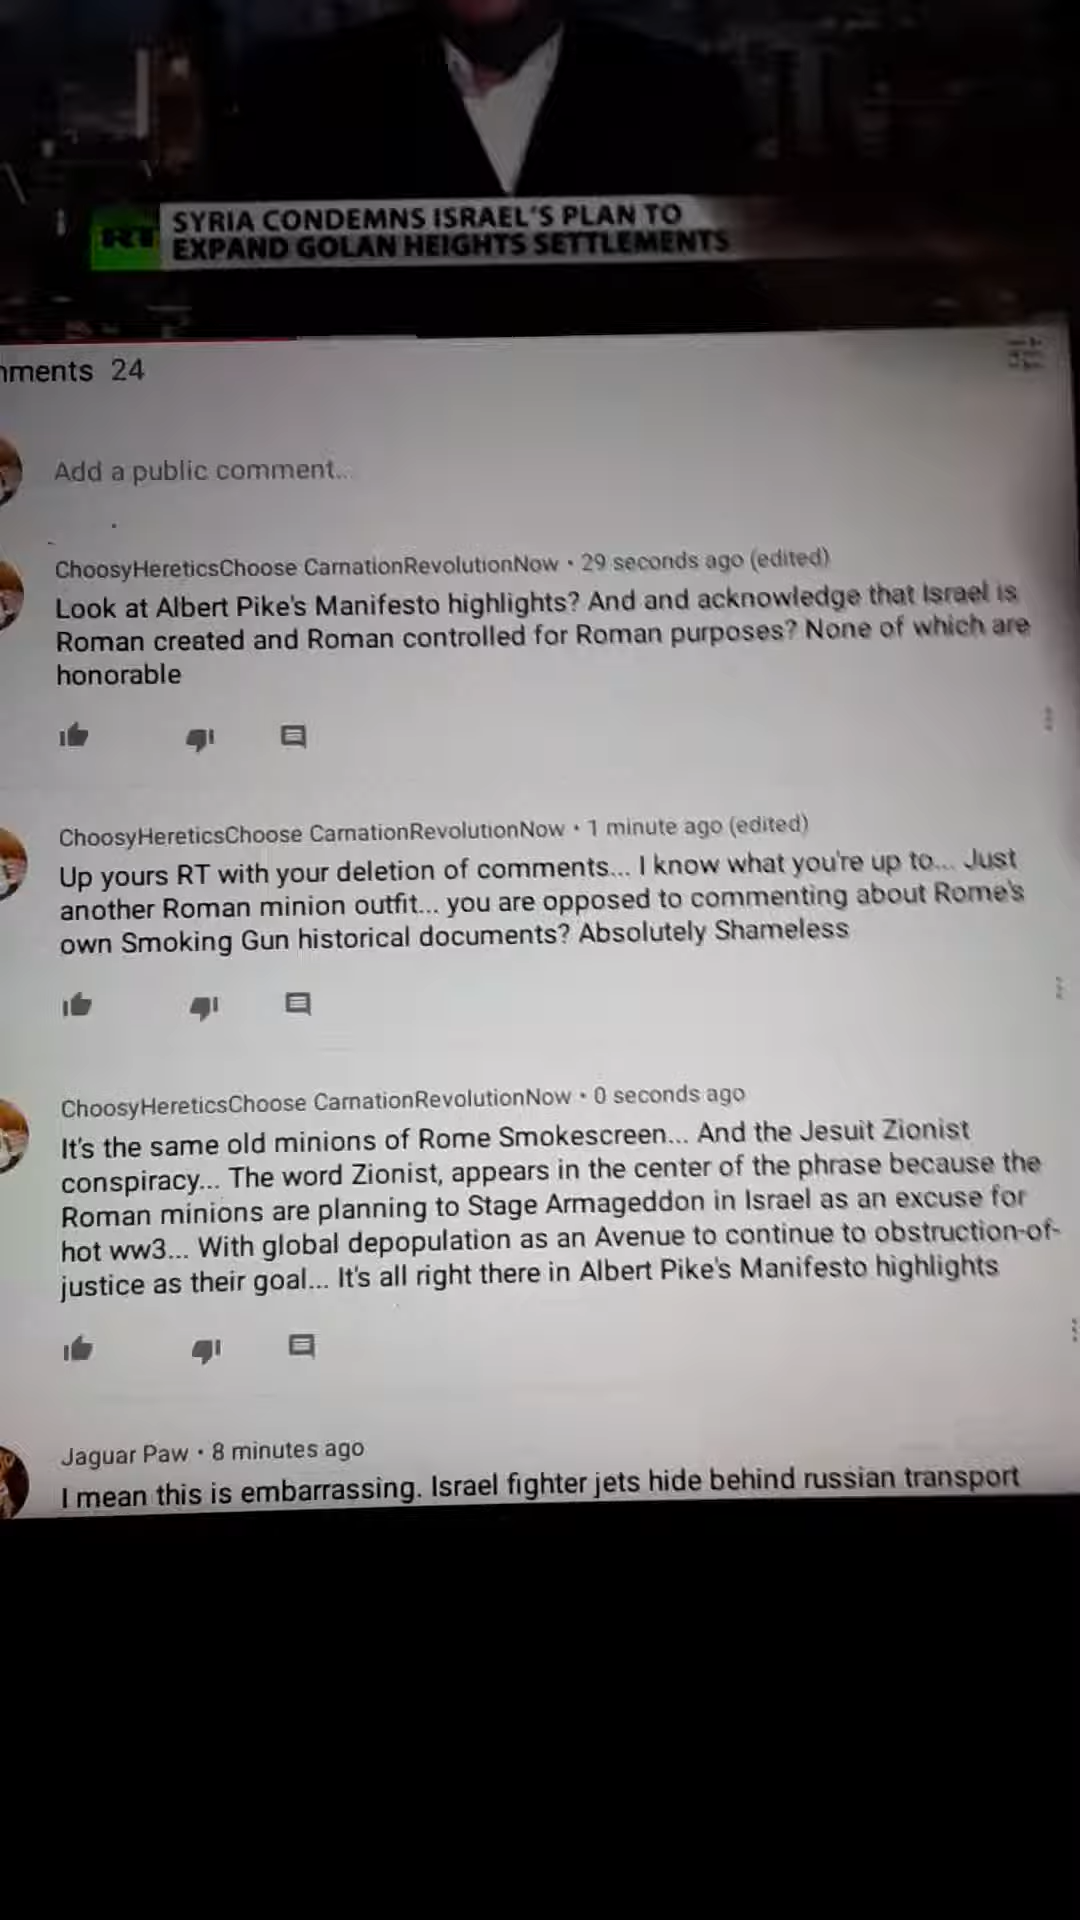 RT
SYRIA CONDEMNS ISRAEL'S PLAN TO
EXPAND GOLAN HEIGHTS SETTLEMENTS
mments 24
Add a public comment...
ChoosyHereticsChoose CarnationRevolutionNow • 29 seconds ago (edited)
Look at Albert Pike's Manifesto highlights? And and acknowledge that Israel is
Roman created and Roman controlled for Roman purposes? None of which are
honorable
ChoosyHereticsChoose CarnationRevolutionNow • 1 minute ago (edited)
Up yours RT with your deletion of comments... I know what you're up to... Just
another Roman minion outfit... you are opposed to commenting about Rome's
own Smoking Gun historical documents? Absolutely Shameless
ChoosyHereticsChoose CarnationRevolutionNow • 0 seconds ago
It's the same old minions of Rome Smokescreen... And the Jesuit Zionist
conspiracy... The word Zionist, appears in the center of the phrase because the
Roman minions are planning to Stage Armageddon in Israel as an excuse for
hot ww3... With global depopulation as an Avenue to continue to obstruction-of-
justice as their goal... It's all right there in Albert Pike's Manifesto highlights
Jaguar Paw • 8 minutes ago
I mean this is embarrassing. Israel fighter jets hide behind russian transport